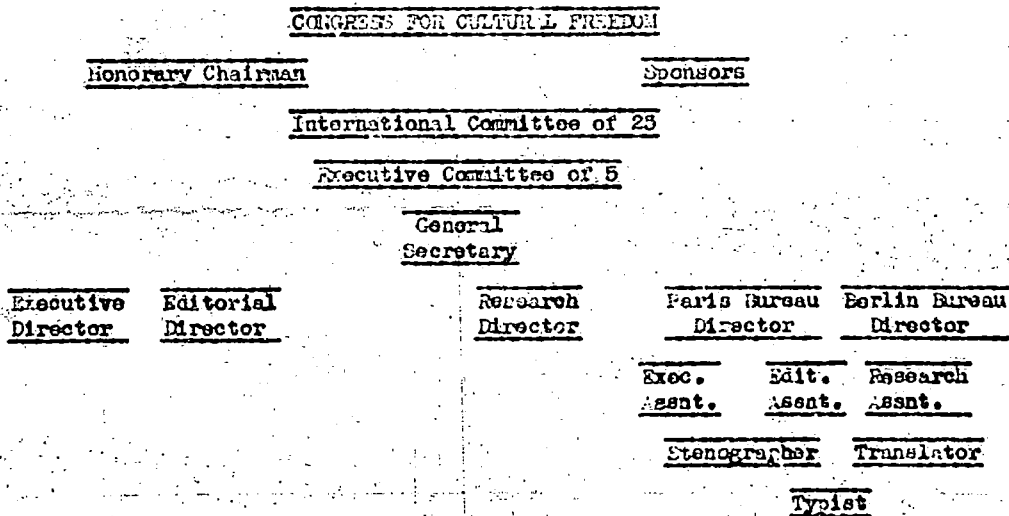 CONGRESS FOR CULTURAL FREEDOM
Honorary Chairman Sponsors
International Committee of 25
Executive Committee of 5
General
Secretary
Executive Editorial Research Paris Bureau Berlin Bureau
Director Director Director Director Director
Exec. Edit. Research
Assnt. Assnt. Assnt.
Stenographer Translator
Typist